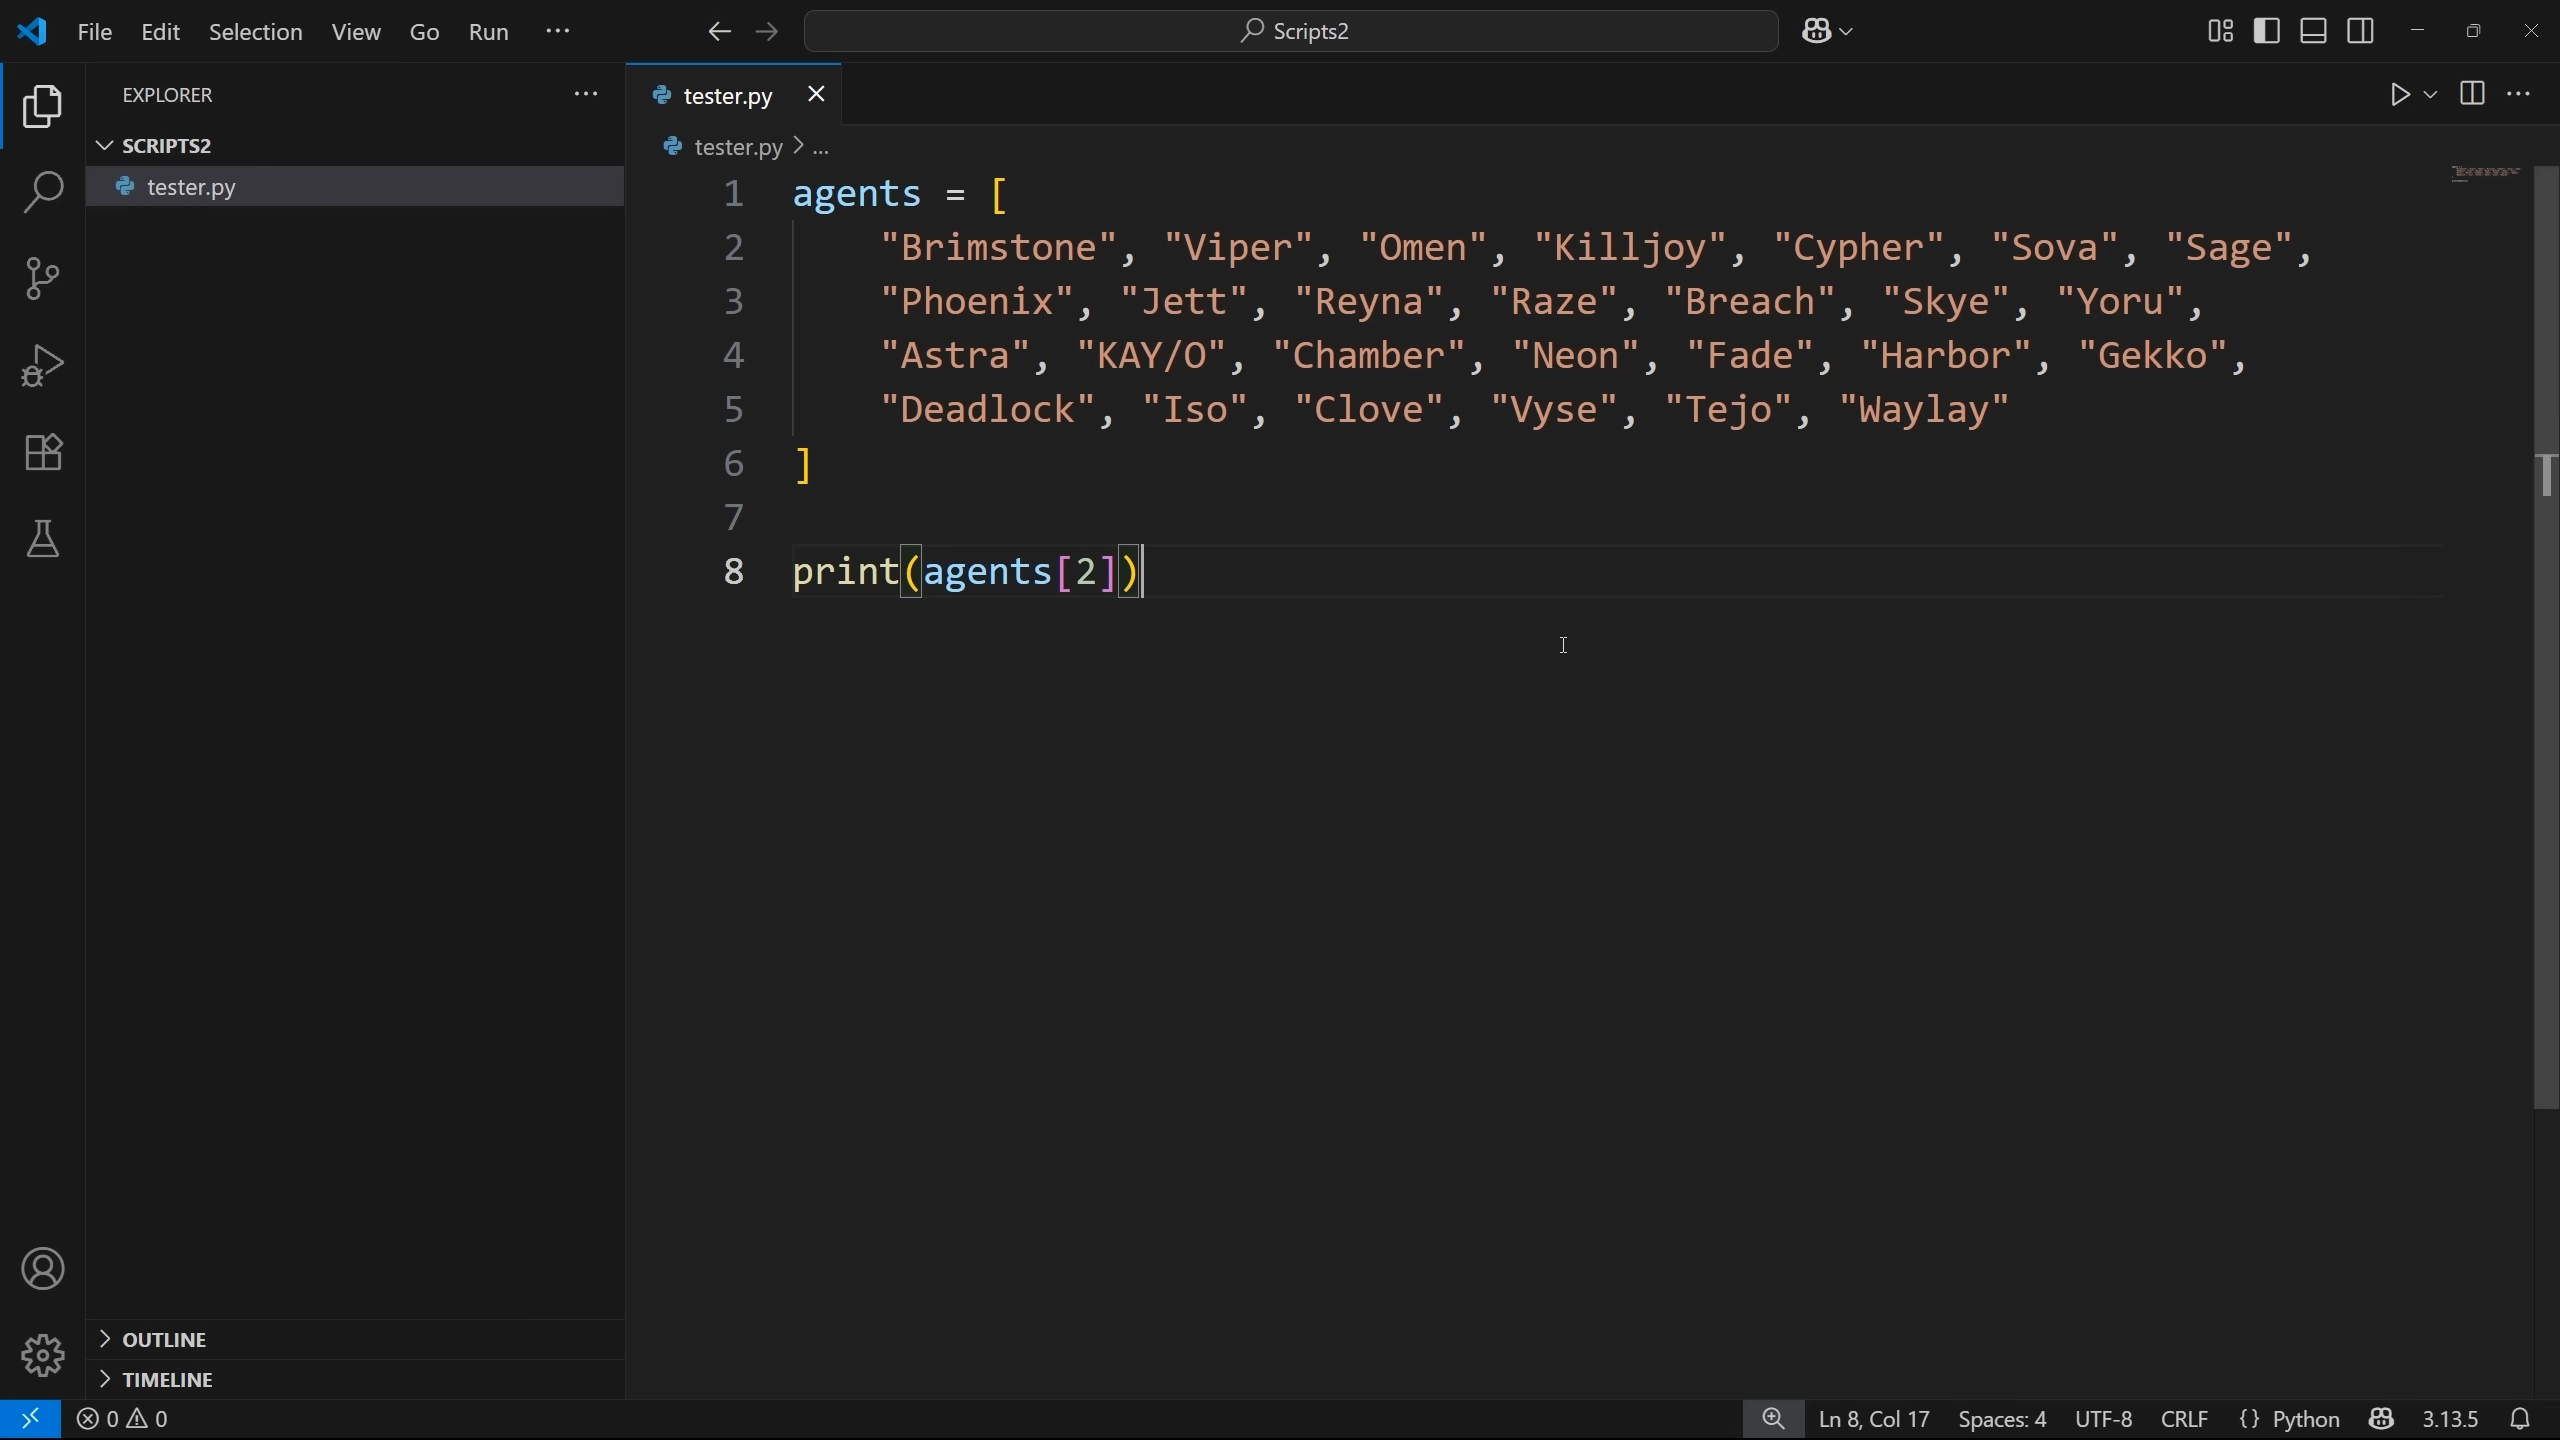 File Edit Selection View Go Run ···
Scripts2
EXPLORER ···
tester.py
SCRIPTS2
tester.py > ...
tester.py
1 agents = [
2     "Brimstone", "Viper", "Omen", "Killjoy", "Cypher", "Sova", "Sage",
3     "Phoenix", "Jett", "Reyna", "Raze", "Breach", "Skye", "Yoru",
4     "Astra", "KAY/O", "Chamber", "Neon", "Fade", "Harbor", "Gekko",
5     "Deadlock", "Iso", "Clove", "Vyse", "Tejo", "Waylay"
6 ]
7
8 print(agents[2])
OUTLINE
TIMELINE
0 0 Ln 8, Col 17 Spaces: 4 UTF-8 CRLF {} Python 3.13.5